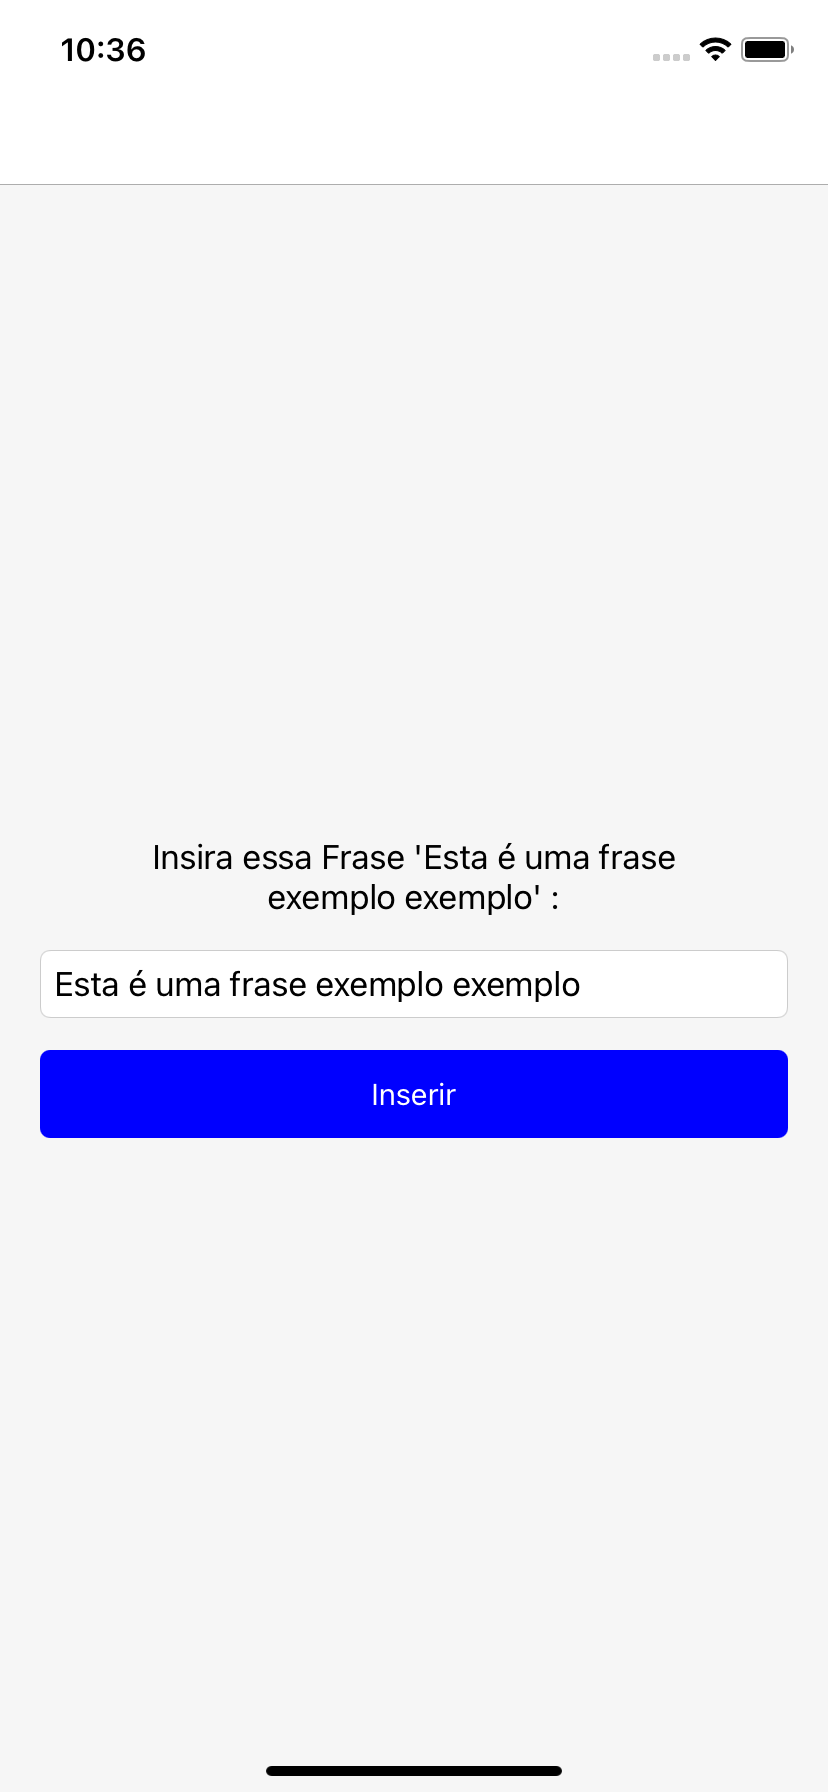 10:36
Insira essa Frase 'Esta é uma frase
exemplo exemplo' :
Esta é uma frase exemplo exemplo
Inserir